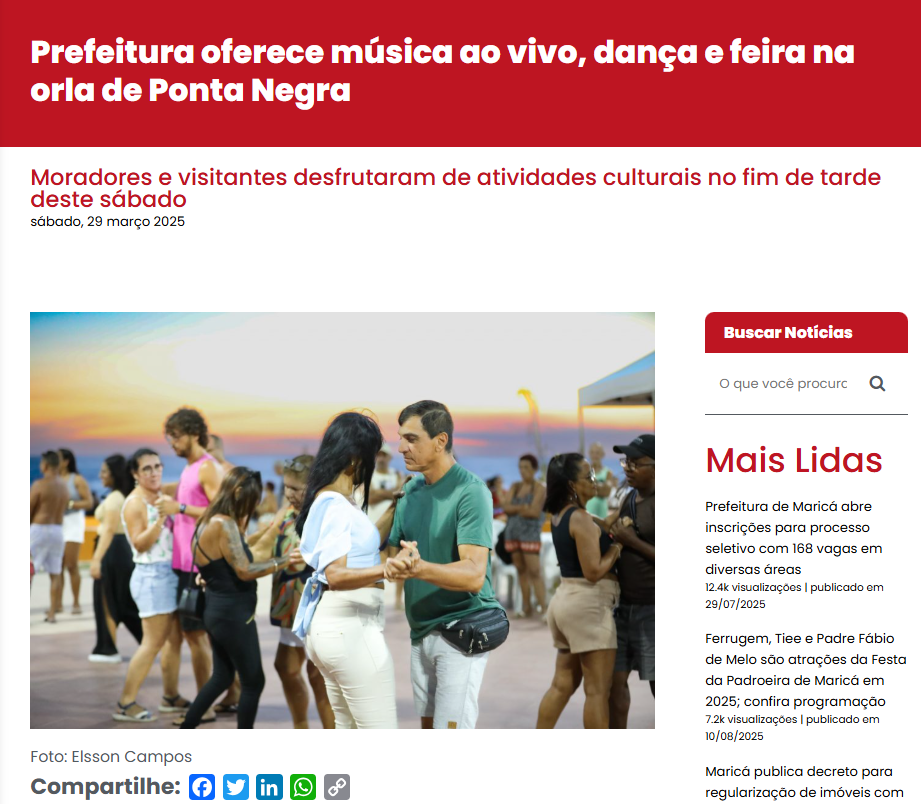 Prefeitura oferece música ao vivo, dança e feira na
orla de Ponta Negra
Moradores e visitantes desfrutaram de atividades culturais no fim de tarde
deste sábado
sábado, 29 março 2025
Foto: Elsson Campos
Compartilhe:
Buscar Notícias
O que você procurc
Mais Lidas
Prefeitura de Maricá abre
inscrições para processo
seletivo com 168 vagas em
diversas áreas
12.4k visualizações | publicado em
29/07/2025
Ferrugem, Tiee e Padre Fábio
de Melo são atrações da Festa
da Padroeira de Maricá em
2025; confira programação
7.2k visualizações | publicado em
10/08/2025
Maricá publica decreto para
regularização de imóveis com